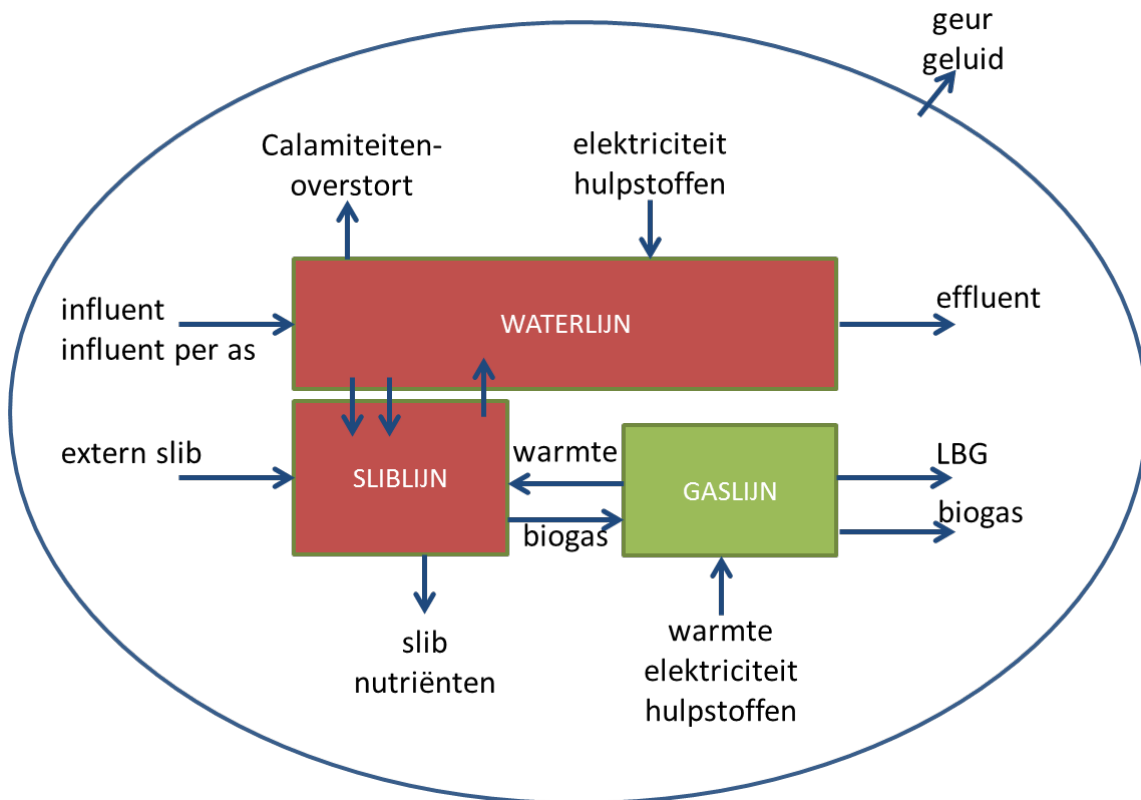 geur
geluid
Calamiteiten-
overstort
elektriciteit
hulpstoffen
influent
influent per as
WATERLIJN
effluent
extern slib
SLIBLIJN
warmte
biogas
GASLIJN
LBG
biogas
slib
nutriënten
warmte
elektriciteit
hulpstoffen